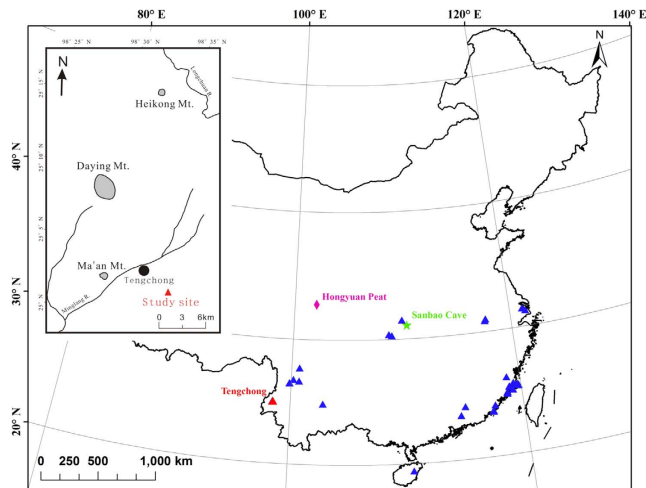 80° E
100° E
120° E
140° E
N
98° 25′ E
98° 30′ E
98° 35′ E
N
Longchuan R.
25° 15′ N
Heikong Mt.
25° 10′ N
Daying Mt.
25° 5′ N
Ma'an Mt.
Tengchong
25° N
Minglang R.
Study site
0 3 6km
40° N
30° N
20° N
Hongyuan Peat
Sanbao Cave
Tengchong
0 250 500 1,000 km